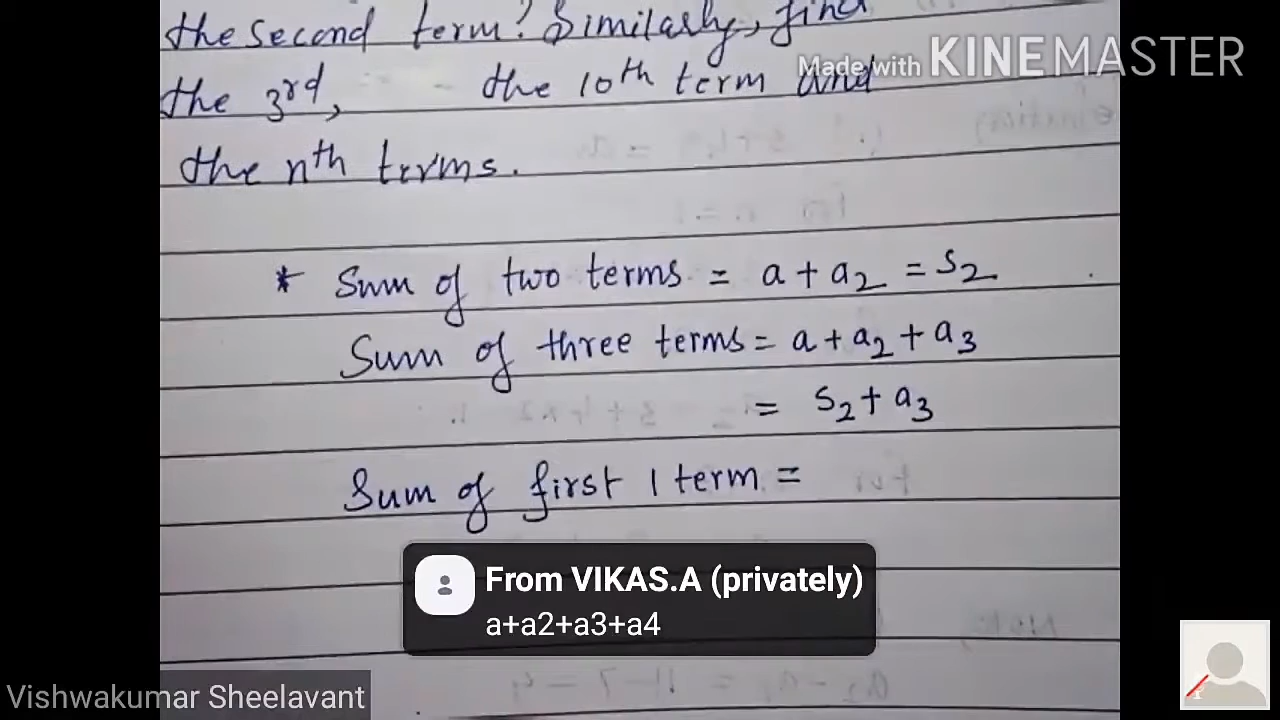 the second term? Similarly, find
the 3rd, - the 10th term and
the nth terms.
Made with KINEMASTER
* Sum of two terms = a + a2 = S2
Sum of three terms = a + a2 + a3
= S2 + a3
Sum of first 1 term =
From VIKAS.A (privately)
a+a2+a3+a4
Vishwakumar Sheelavant